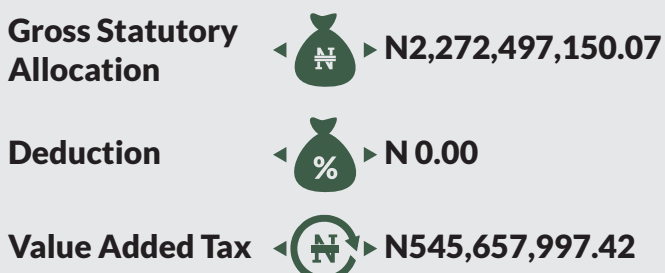 Gross Statutory
Allocation
₦
N2,272,497,150.07
Deduction
%
N 0.00
Value Added Tax
₦
N545,657,997.42